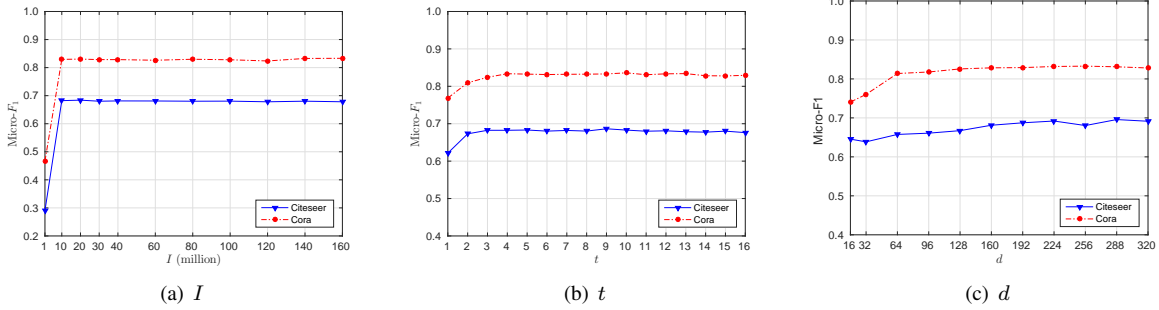 1.0
0.9
0.8
0.7
0.6
0.5
0.4
0.3
0.2
Micro-F₁
Citeseer
Cora
1 10 20 30 40 60 80 100 120 140 160
I (million)
(a) I
1.0
0.9
0.8
0.7
0.6
0.5
0.4
Micro-F₁
Citeseer
Cora
1 2 3 4 5 6 7 8 9 10 11 12 13 14 15 16
t
(b) t
1.0
0.9
0.8
0.7
0.6
0.5
0.4
Micro-F1
Citeseer
Cora
16 32 64 96 128 160 192 224 256 288 320
d
(c) d